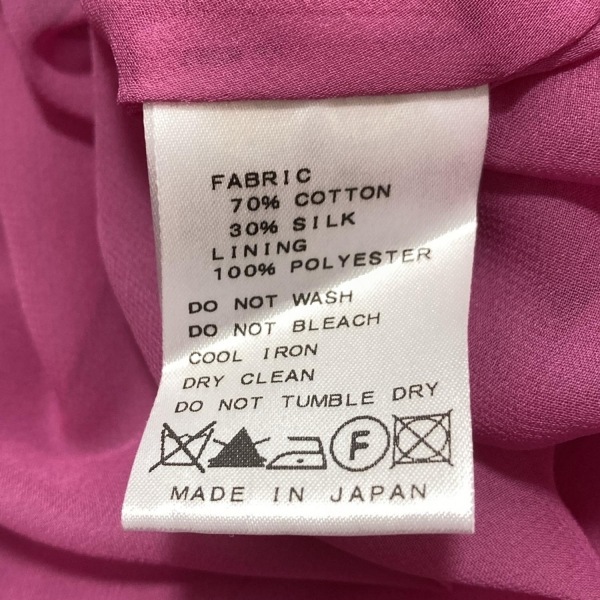 FABRIC
70% COTTON
30% SILK
LINING
100% POLYESTER
DO NOT WASH
DO NOT BLEACH
COOL IRON
DRY CLEAN
DO NOT TUMBLE DRY
F
MADE IN JAPAN